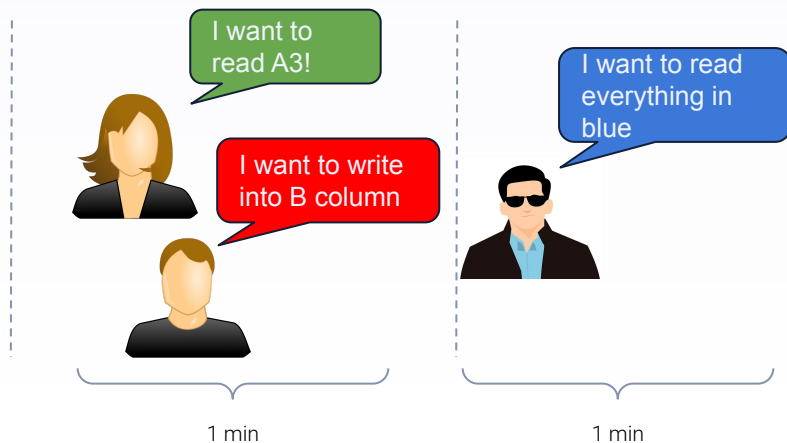 I want to
read A3!
I want to write
into B column
I want to read
everything in
blue
1 min
1 min